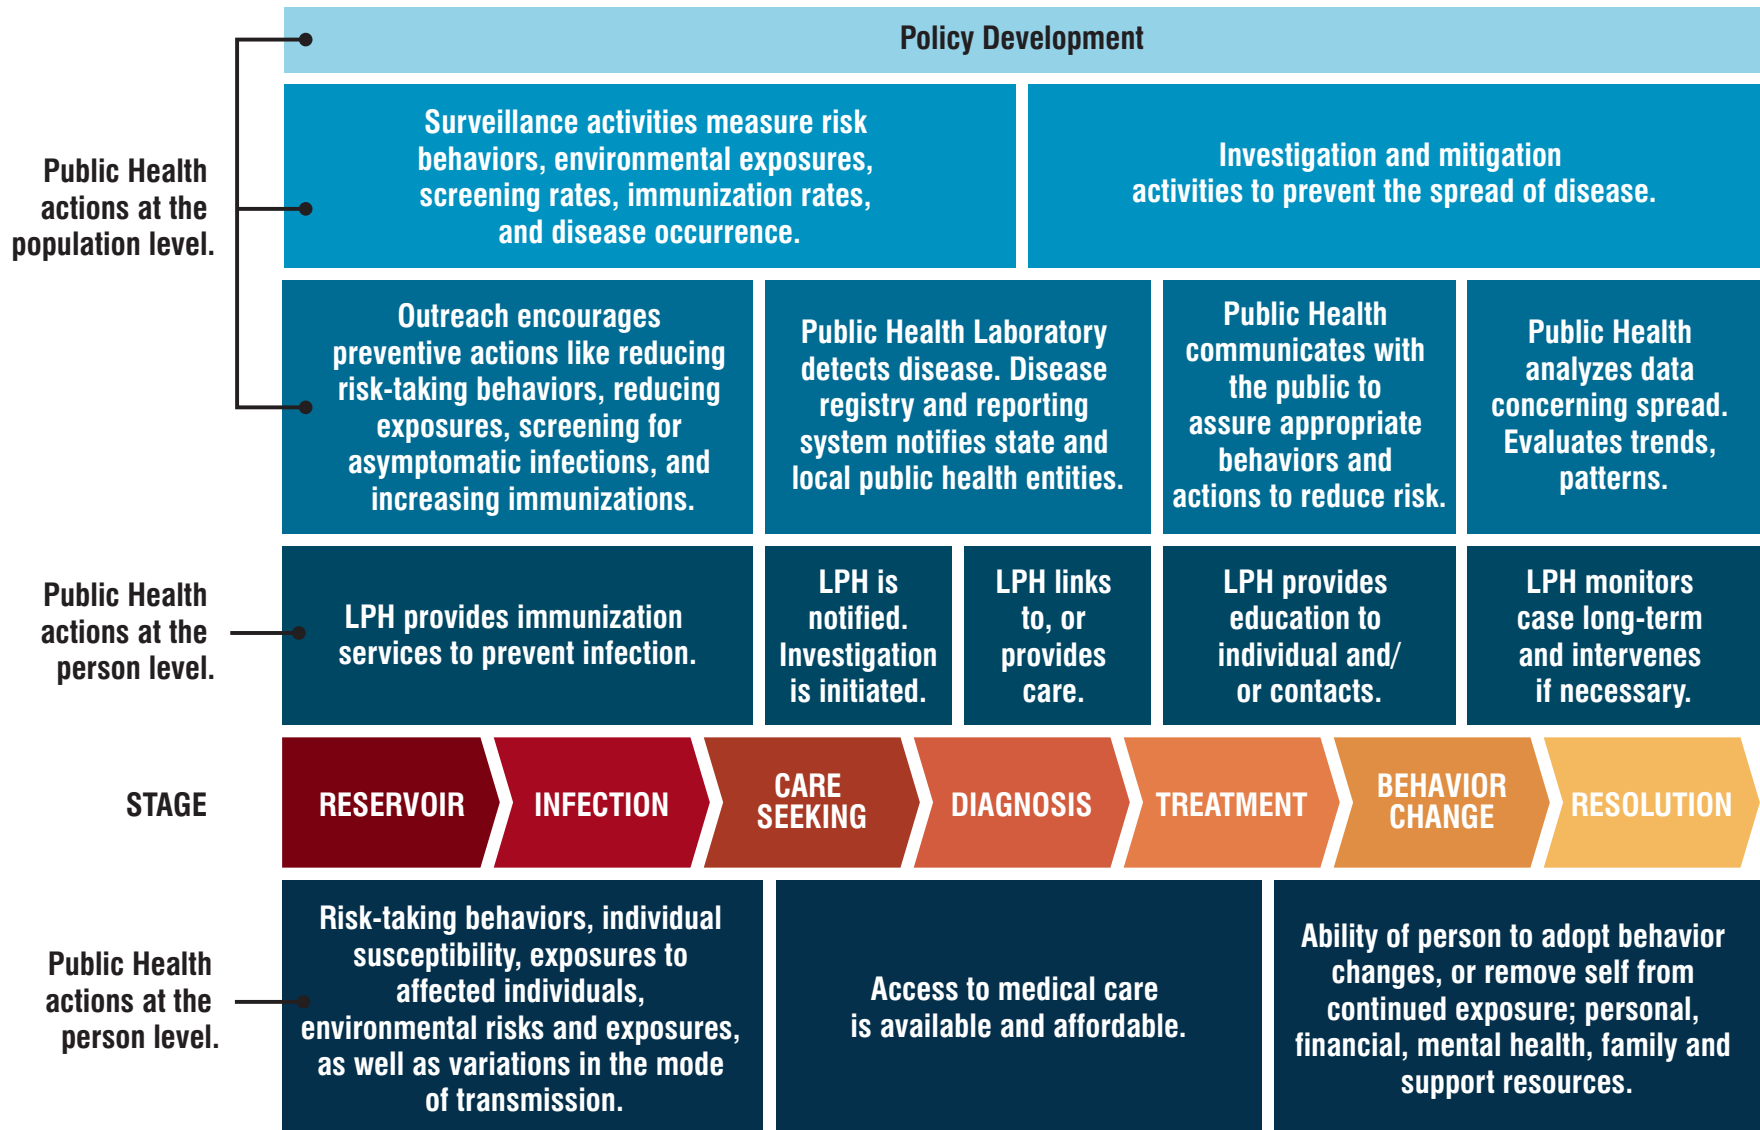 Policy Development
Public Health
actions at the
population level.
Surveillance activities measure risk
behaviors, environmental exposures,
screening rates, immunization rates,
and disease occurrence.
Investigation and mitigation
activities to prevent the spread of disease.
Outreach encourages
preventive actions like reducing
risk-taking behaviors, reducing
exposures, screening for
asymptomatic infections, and
increasing immunizations.
Public Health Laboratory
detects disease. Disease
registry and reporting
system notifies state and
local public health entities.
Public Health
communicates with
the public to
assure appropriate
behaviors and
actions to reduce risk.
Public Health
analyzes data
concerning spread.
Evaluates trends,
patterns.
Public Health
actions at the
person level.
LPH provides immunization
services to prevent infection.
LPH is
notified.
Investigation
is initiated.
LPH links
to, or
provides
care.
LPH provides
education to
individual and/
or contacts.
LPH monitors
case long-term
and intervenes
if necessary.
STAGE
RESERVOIR
INFECTION
CARE
SEEKING
DIAGNOSIS
TREATMENT
BEHAVIOR
CHANGE
RESOLUTION
Public Health
actions at the
person level.
Risk-taking behaviors, individual
susceptibility, exposures to
affected individuals,
environmental risks and exposures,
as well as variations in the mode
of transmission.
Access to medical care
is available and affordable.
Ability of person to adopt behavior
changes, or remove self from
continued exposure; personal,
financial, mental health, family and
support resources.